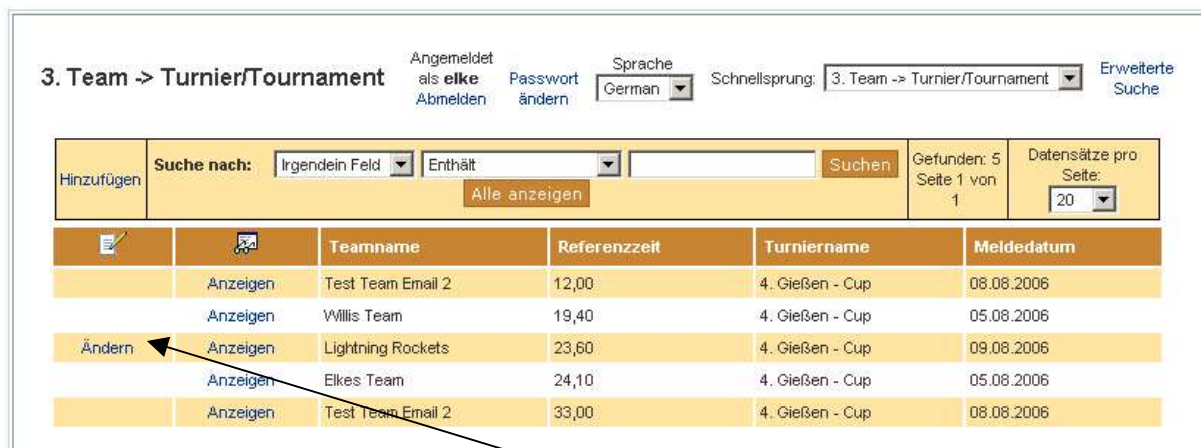 3. Team -> Turnier/Tournament
Angemeldet
als elke
Abmelden
Passwort
ändern
Sprache
German
Schnellsprung: 3. Team -> Turnier/Tournament
Erweiterte
Suche
Hinzufügen
Suche nach: Irgendein Feld Enthält Suchen
Alle anzeigen
Gefunden: 5
Seite 1 von
1
Datensätze pro
Seite:
20
Teamname Referenzzeit Turniername Meldedatum
Anzeigen Test Team Email 2 12,00 4. Gießen - Cup 08.08.2006
Anzeigen Willis Team 19,40 4. Gießen - Cup 05.08.2006
Ändern Anzeigen Lightning Rockets 23,60 4. Gießen - Cup 09.08.2006
Anzeigen Elkes Team 24,10 4. Gießen - Cup 05.08.2006
Anzeigen Test Team Email 2 33,00 4. Gießen - Cup 08.08.2006